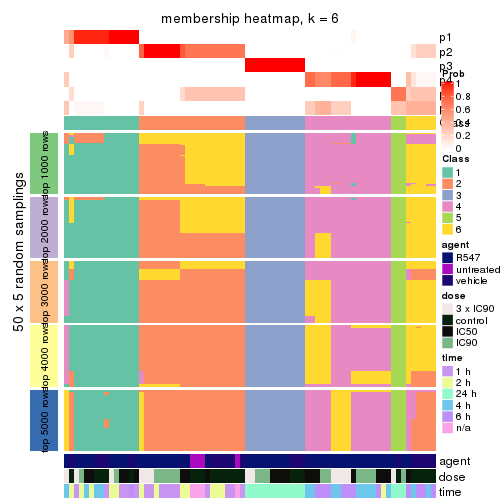 membership heatmap, k = 6
p1
p2
p3
p4
Prob
1
0.8
0.6
0.4
0.2
0
Class
1
2
3
4
5
6
agent
R547
untreated
vehicle
dose
3 x IC90
control
IC50
IC90
time
1 h
2 h
24 h
4 h
6 h
n/a
50 x 5 random samplings
top 1000 rows
top 2000 rows
top 3000 rows
top 4000 rows
top 5000 rows
agent
dose
time